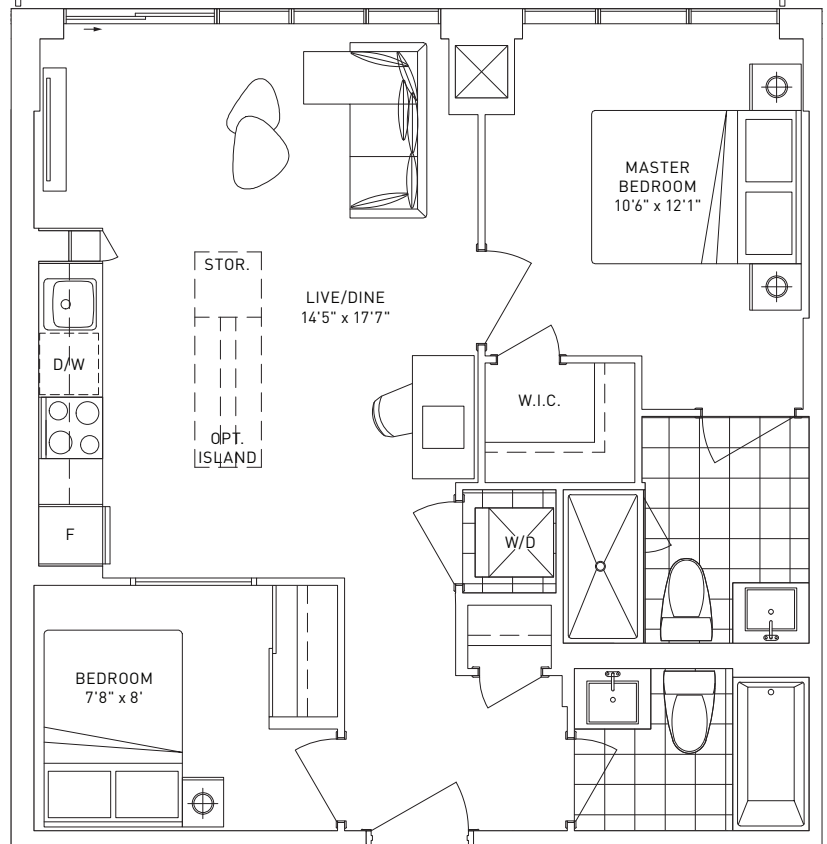 MASTER
BEDROOM
10'6" x 12'1"
STOR.
LIVE/DINE
14'5" x 17'7"
D/W
W.I.C.
OPT.
ISLAND
F
W/D
BEDROOM
7'8" x 8'